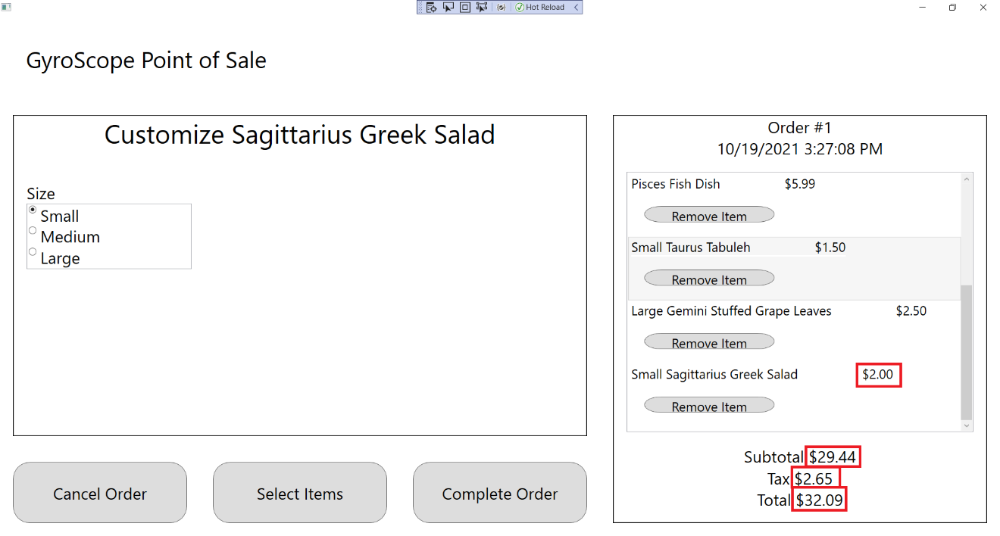 Hot Reload
GyroScope Point of Sale
Customize Sagittarius Greek Salad
Size
Small
Medium
Large
Cancel Order
Select Items
Complete Order
Order #1
10/19/2021 3:27:08 PM
Pisces Fish Dish $5.99
Remove Item
Small Taurus Tabuleh $1.50
Remove Item
Large Gemini Stuffed Grape Leaves $2.50
Remove Item
Small Sagittarius Greek Salad $2.00
Remove Item
Subtotal $29.44
Tax $2.65
Total $32.09